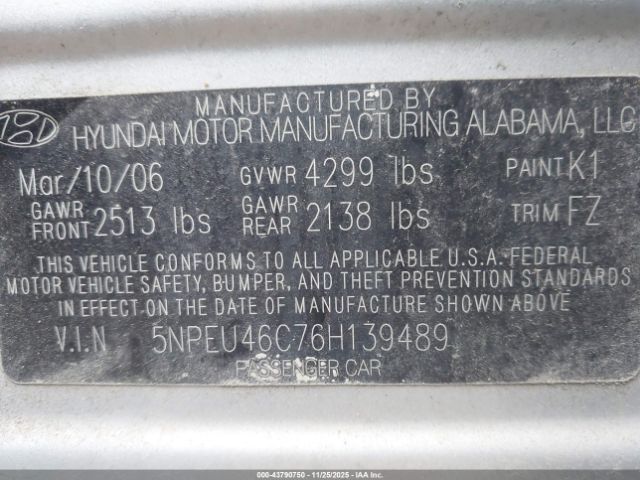 MANUFACTURED BY
HYUNDAI MOTOR MANUFACTURING ALABAMA, LLC
Mar/10/06 GVWR 4299 lbs PAINT K1
GAWR FRONT 2513 lbs GAWR REAR 2138 lbs TRIM FZ
THIS VEHICLE CONFORMS TO ALL APPLICABLE U.S.A. FEDERAL
MOTOR VEHICLE SAFETY, BUMPER, AND THEFT PREVENTION STANDARDS
IN EFFECT ON THE DATE OF MANUFACTURE SHOWN ABOVE
V.I.N 5NPEU46C76H139489
PASSENGER CAR
000-43790750 - 11/25/2025 - IAA Inc. ©